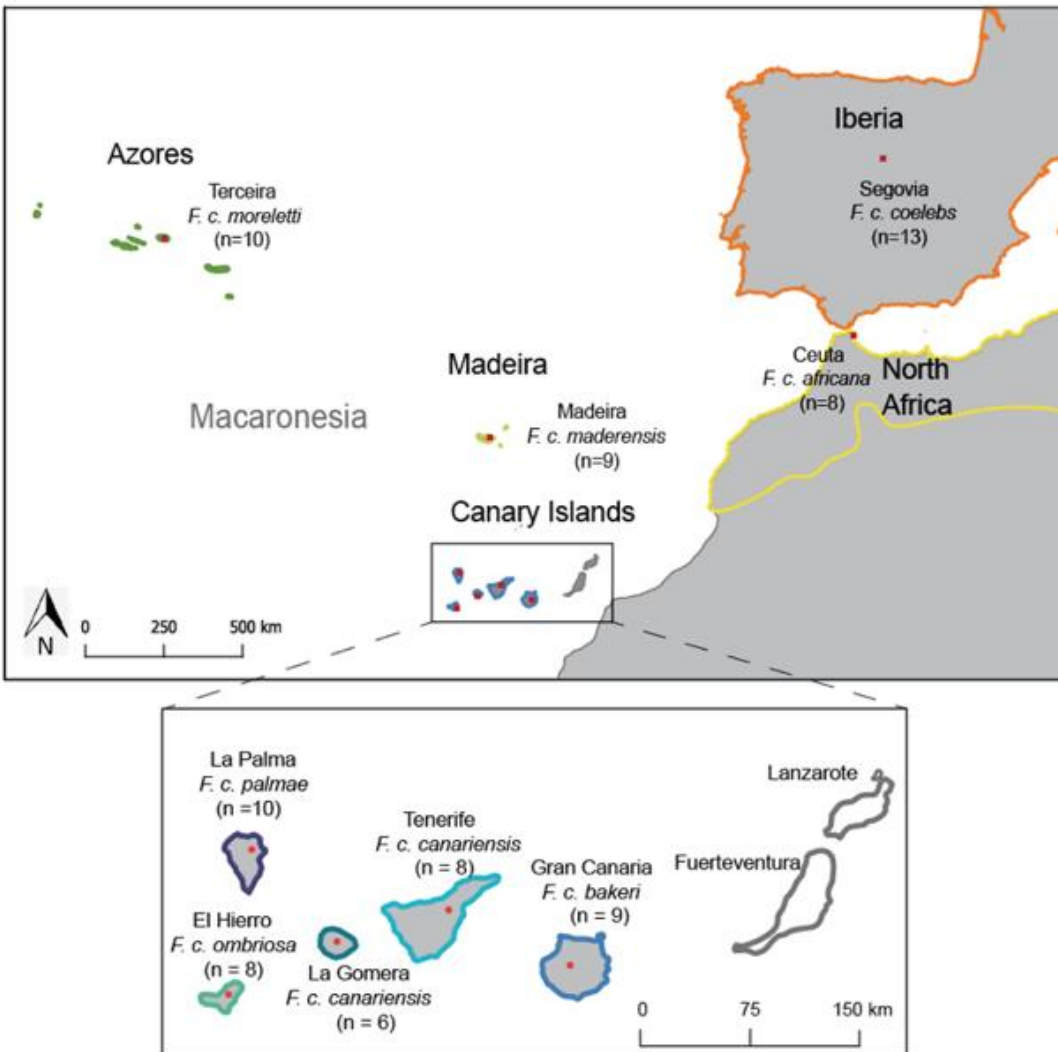 Azores
Terceira
F. c. moreletti
(n=10)
Iberia
Segovia
F. c. coelebs
(n=13)
Madeira
Madeira
F. c. maderensis
(n=9)
Ceuta
F. c. africana
(n=8)
North
Africa
Macaronesia
Canary Islands
N
0 250 500 km
La Palma
F. c. palmae
(n =10)
Lanzarote
Tenerife
F. c. canariensis
(n = 8)
Fuerteventura
Gran Canaria
F. c. bakeri
(n = 9)
El Hierro
F. c. ombriosa
(n = 8)
La Gomera
F. c. canariensis
(n = 6)
0 75 150 km